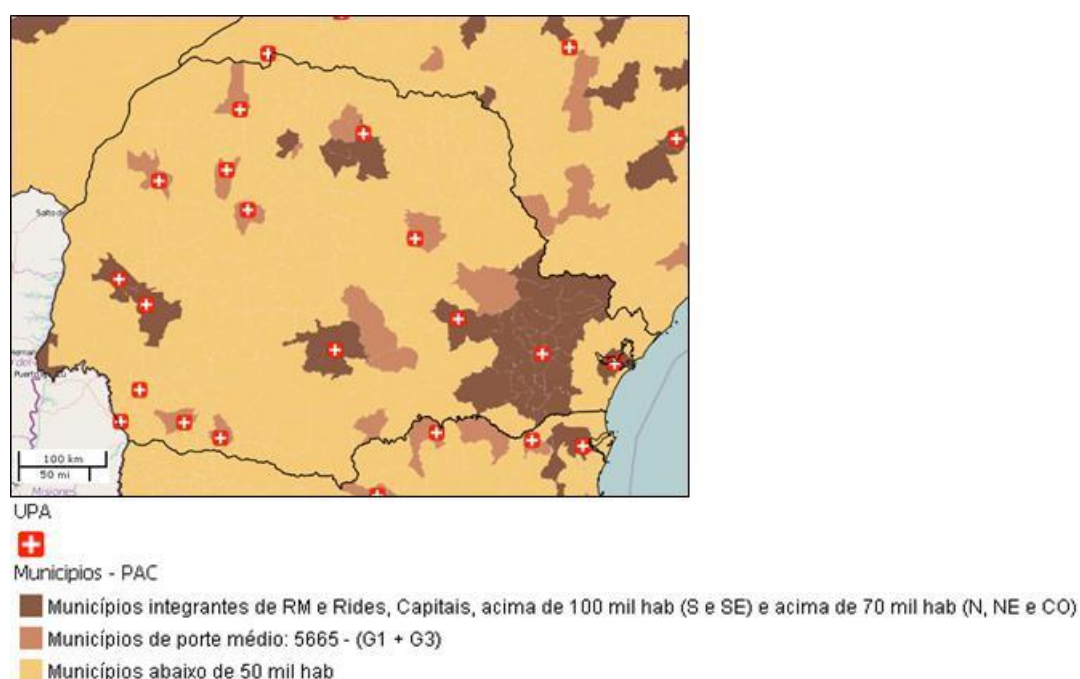 Salto de
Puerto
100 km
50 mi
Misiones
UPA
Municipios - PAC
Municípios integrantes de RM e Rides, Capitais, acima de 100 mil hab (S e SE) e acima de 70 mil hab (N, NE e CO)
Municípios de porte médio: 5665 - (G1 + G3)
Municípios abaixo de 50 mil hab